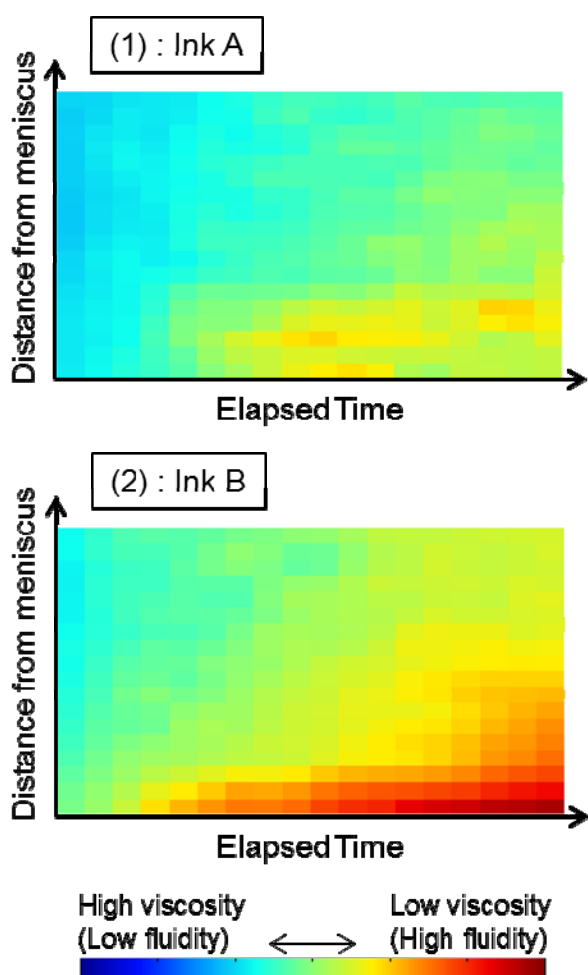 (1) : Ink A
Distance from meniscus
Elapsed Time
(2) : Ink B
Distance from meniscus
Elapsed Time
High viscosity Low viscosity
(Low fluidity) (High fluidity)